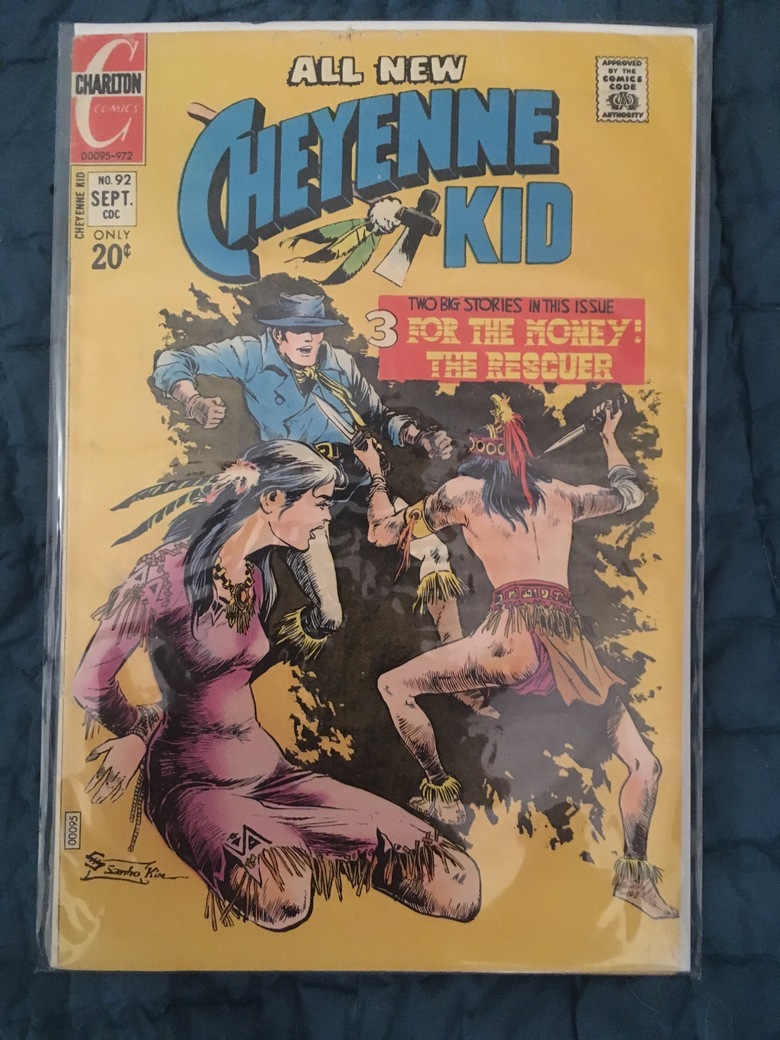 CHARLTON
COMICS
00095-972
CHEYENNE KID
NO. 92
SEPT.
CDC
ONLY
20¢
ALL NEW
CHEYENNE
KID
APPROVED
BY THE
COMICS
CODE
CA
AUTHORITY
TWO BIG STORIES IN THIS ISSUE
3 FOR THE MONEY:
THE RESCUER
00095
Sanho Kim